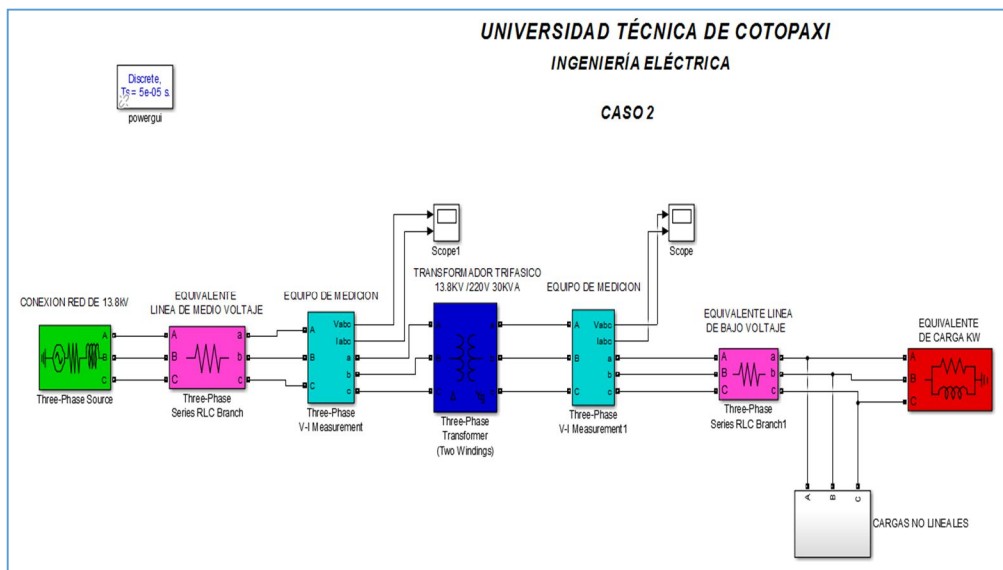 UNIVERSIDAD TÉCNICA DE COTOPAXI
INGENIERÍA ELÉCTRICA
CASO 2
Discrete,
Ts = 5e-05 s.
powergui
Scope1
Scope
CONEXION RED DE 13.8kV
A
B
C
Three-Phase Source
EQUIVALENTE
LINEA DE MEDIO VOLTAJE
A a
B b
C c
Three-Phase
Series RLC Branch
EQUIPO DE MEDICION
Vabc
Iabc
A
a
B
b
C
c
Three-Phase
V-I Measurement
TRANSFORMADOR TRIFASICO
13.8KV /220V 30KVA
A a
B b
C c
Three-Phase
Transformer
(Two Windings)
EQUIPO DE MEDICION
A Vabc
Iabc
B a
b
C c
Three-Phase
V-I Measurement1
EQUIVALENTE LINEA
DE BAJO VOLTAJE
A a
B b
C c
Three-Phase
Series RLC Branch1
EQUIVALENTE
DE CARGA KW
A
B
C
A B C
CARGAS NO LINEALES